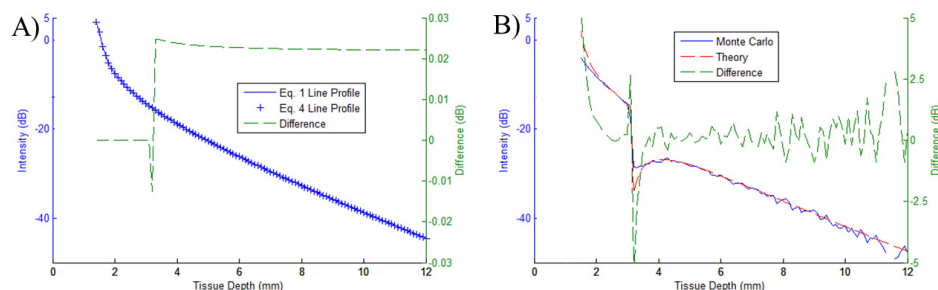 A)
5
0
-20
-40
Intensity (dB)
0
2
4
6
8
10
12
Tissue Depth (mm)
0.03
0.02
0.01
0
-0.01
-0.02
-0.03
Difference (dB)
Eq. 1 Line Profile
Eq. 4 Line Profile
Difference
B)
5
0
-20
-40
Intensity (dB)
0
2
4
6
8
10
12
Tissue Depth (mm)
5
2.5
0
-2.5
-5
Difference (dB)
Monte Carlo
Theory
Difference